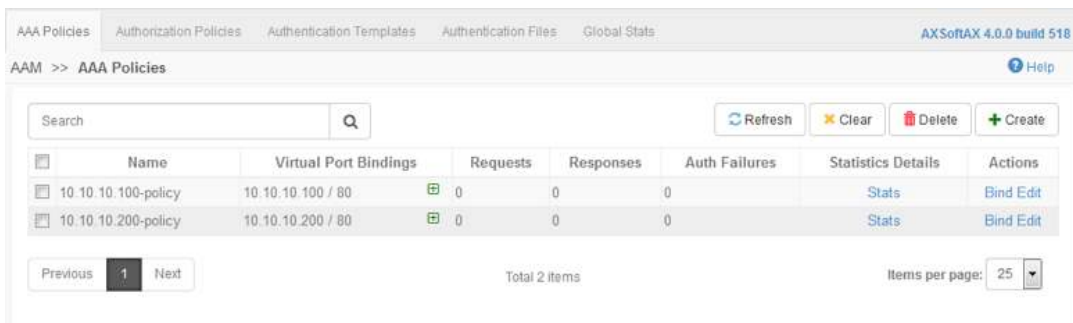 AAA Policies Authorization Policies Authentication Templates Authentication Files Global Stats AXSoftAX 4.0.0 build 518
AAM >> AAA Policies Help
Search Refresh Clear Delete Create
Name Virtual Port Bindings Requests Responses Auth Failures Statistics Details Actions
10.10.10.100-policy 10.10.10.100 / 80 0 0 0 Stats Bind Edit
10.10.10.200-policy 10.10.10.200 / 80 0 0 0 Stats Bind Edit
Previous 1 Next Total 2 items Items per page: 25